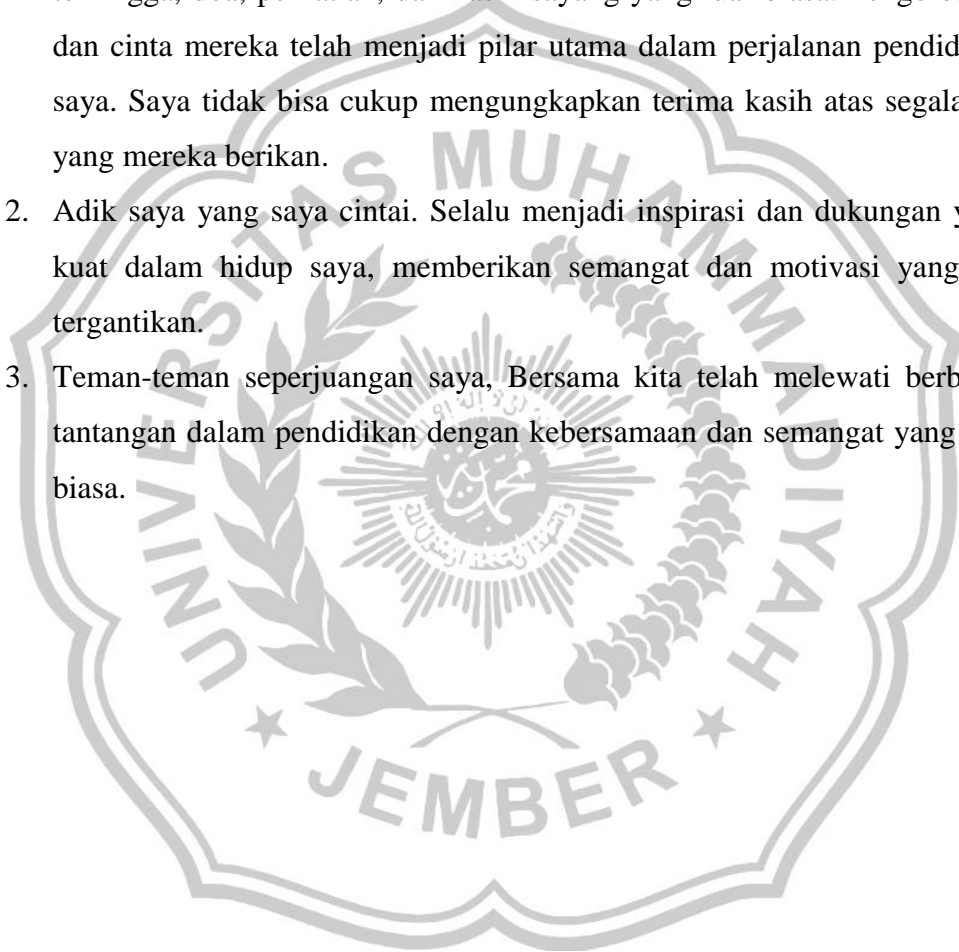 dan cinta mereka telah menjadi pilar utama dalam perjalanan
saya. Saya tidak bisa cukup mengungkapkan terima kasih atas
yang mereka berikan.
2. Adik saya yang saya cintai. Selalu menjadi inspirasi dan dukungan
kuat dalam hidup saya, memberikan semangat dan motivasi yang
tergantikan.
3. Teman-teman seperjuangan saya, Bersama kita telah melewati
tantangan dalam pendidikan dengan kebersamaan dan semangat yang
biasa.
UNIVERSITAS MUHAMMADIYAH
JEMBER